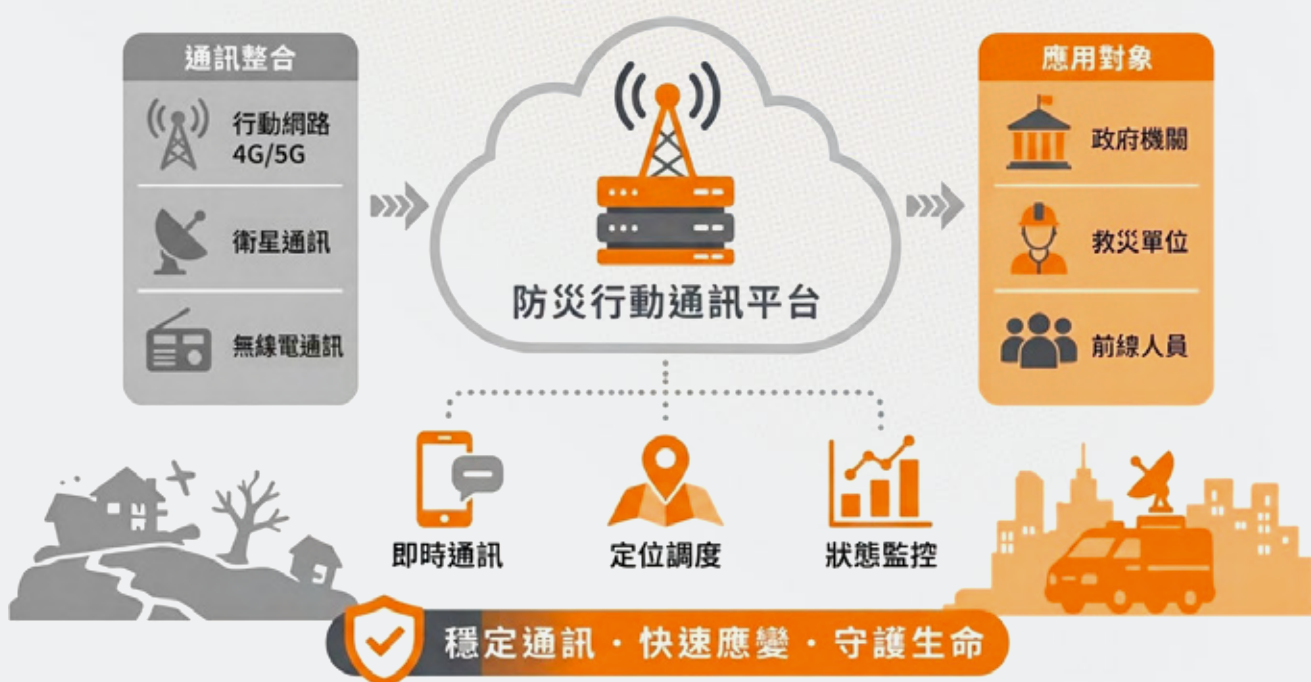 通訊整合
行動網路
4G/5G
衛星通訊
無線電通訊
防災行動通訊平台
應用對象
政府機關
救災單位
前線人員
即時通訊
定位調度
狀態監控
穩定通訊・快速應變・守護生命